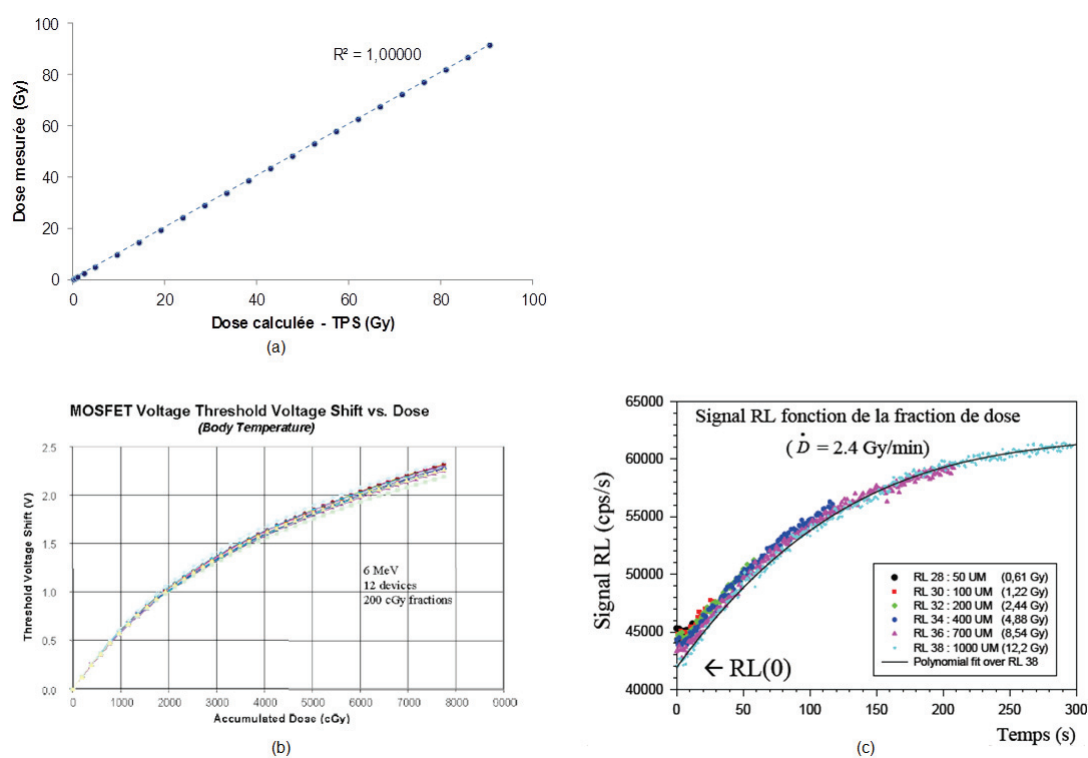 100
80
60
40
20
0
Dose mesurée (Gy)
R² = 1,00000
0 20 40 60 80 100
Dose calculée - TPS (Gy)
(a)
MOSFET Voltage Threshold Voltage Shift vs. Dose
(Body Temperature)
2.5
2.0
1.5
1.0
0.5
0.0
Threshold Voltage Shift (V)
6 MeV
12 devices
200 cGy fractions
0 1000 2000 3000 4000 5000 6000 7000 8000 9000
Accumulated Dose (cGy)
(b)
65000
60000
55000
50000
45000
40000
Signal RL (cps/s)
Signal RL fonction de la fraction de dose
( Ḋ = 2.4 Gy/min)
RL 28 : 50 UM (0,61 Gy)
RL 30 : 100 UM (1,22 Gy)
RL 32 : 200 UM (2,44 Gy)
RL 34 : 400 UM (4,88 Gy)
RL 36 : 700 UM (8,54 Gy)
RL 38 : 1000 UM (12,2 Gy)
Polynomial fit over RL 38
← RL(0)
0 50 100 150 200 250 300
Temps (s)
(c)